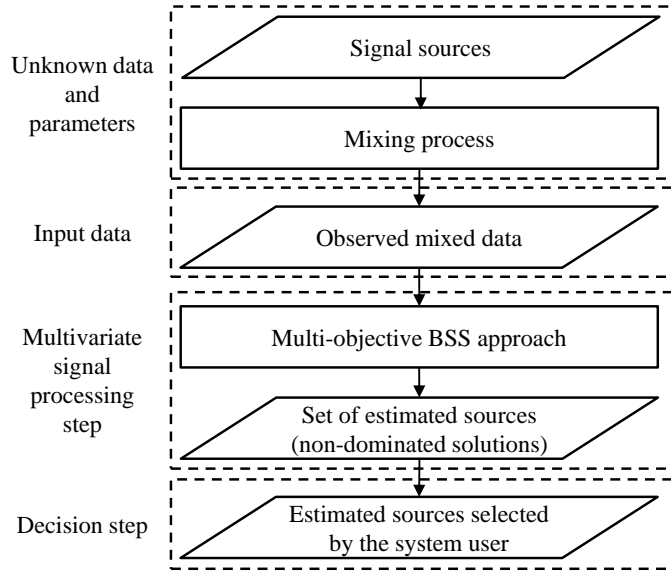 Signal sources
Unknown data
and
parameters
Mixing process
Input data
Observed mixed data
Multivariate
signal
processing
step
Multi-objective BSS approach
Set of estimated sources
(non-dominated solutions)
Decision step
Estimated sources selected
by the system user